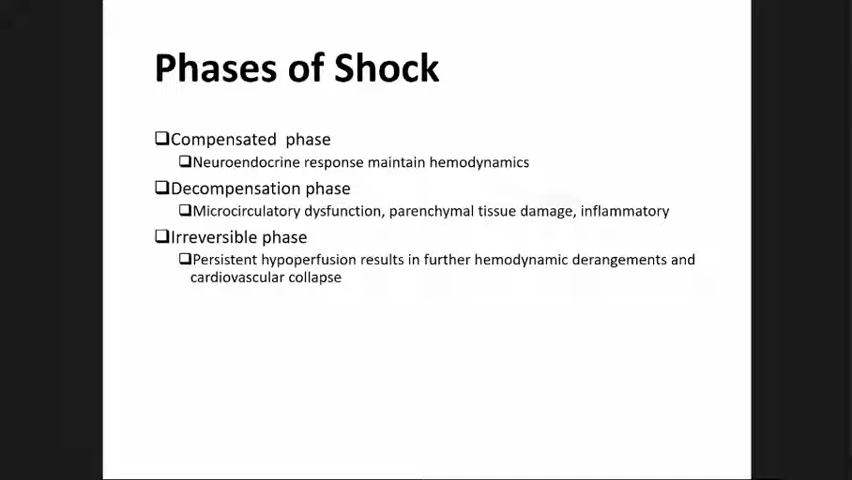 Phases of Shock
❑Compensated phase
❑Neuroendocrine response maintain hemodynamics
❑Decompensation phase
❑Microcirculatory dysfunction, parenchymal tissue damage, inflammatory
❑Irreversible phase
❑Persistent hypoperfusion results in further hemodynamic derangements and
cardiovascular collapse